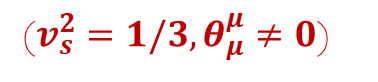 (v_s^2 = 1/3, θ_μ^μ ≠ 0)